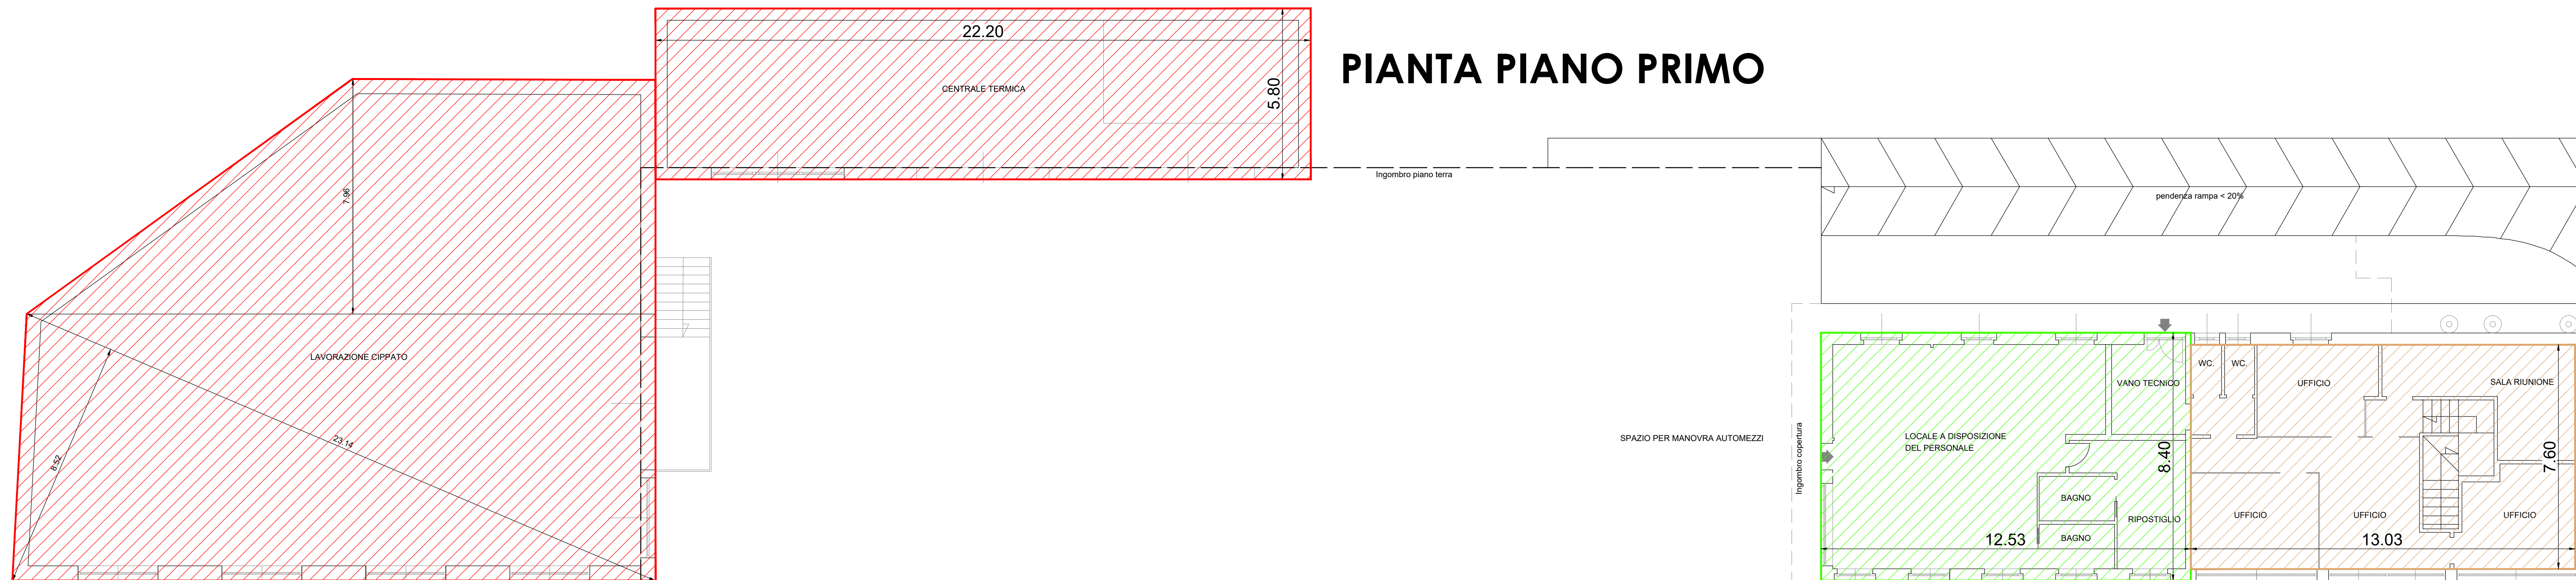 22.20
PIANTA PIANO PRIMO
CENTRALE TERMICA
5.80
Ingombro piano terra
7.96
pendenza rampa < 20%
LAVORAZIONE CIPPATO
23.14
8.52
SPAZIO PER MANOVRA AUTOMEZZI
Ingombro copertura
LOCALE A DISPOSIZIONE
DEL PERSONALE
VANO TECNICO
8.40
BAGNO
BAGNO
RIPOSTIGLIO
12.53
WC.
WC.
UFFICIO
SALA RIUNIONE
7.60
UFFICIO
UFFICIO
UFFICIO
13.03